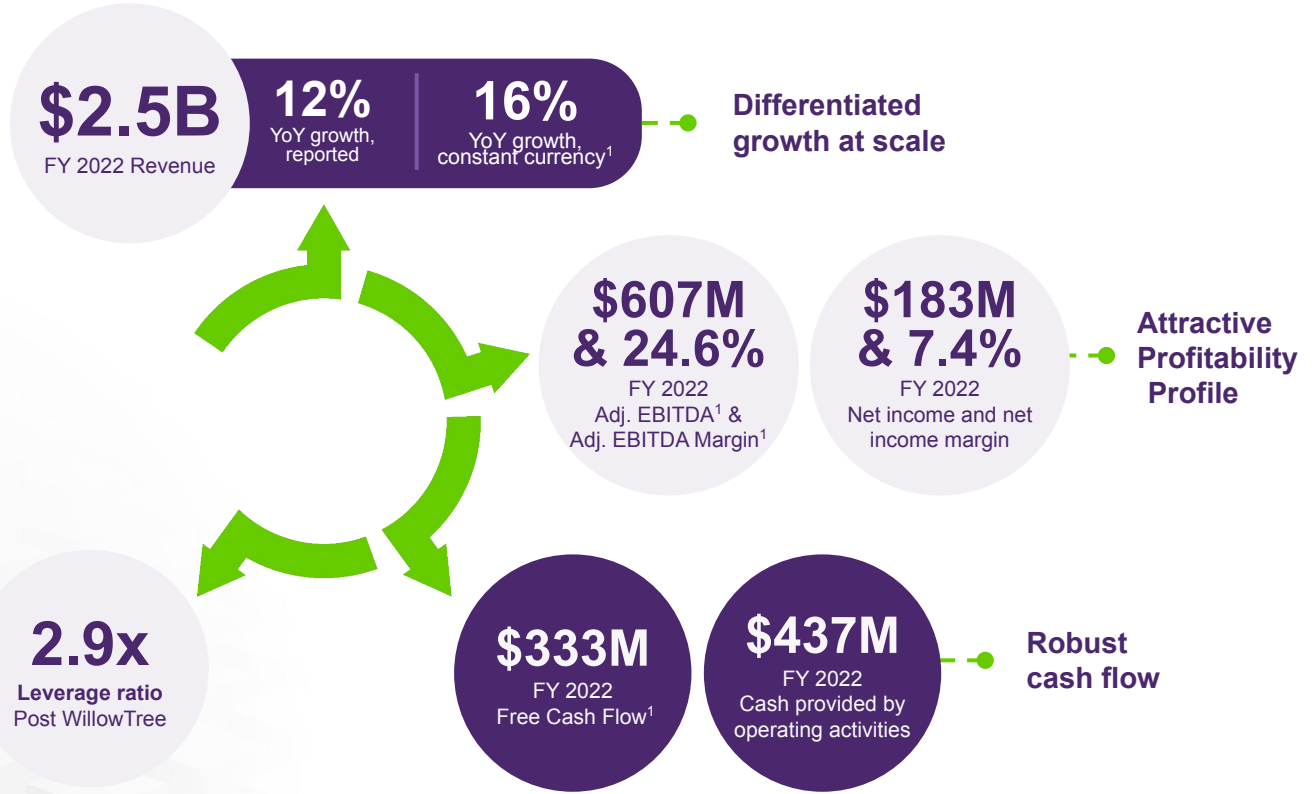 $2.5B
FY 2022 Revenue
12%
YoY growth,
reported
16%
YoY growth,
constant currency1
Differentiated
growth at scale
$607M
& 24.6%
FY 2022
Adj. EBITDA1 &
Adj. EBITDA Margin1
$183M
& 7.4%
FY 2022
Net income and net
income margin
Attractive
Profitability
Profile
2.9x
Leverage ratio
Post WillowTree
$333M
FY 2022
Free Cash Flow1
$437M
FY 2022
Cash provided by
operating activities
Robust
cash flow